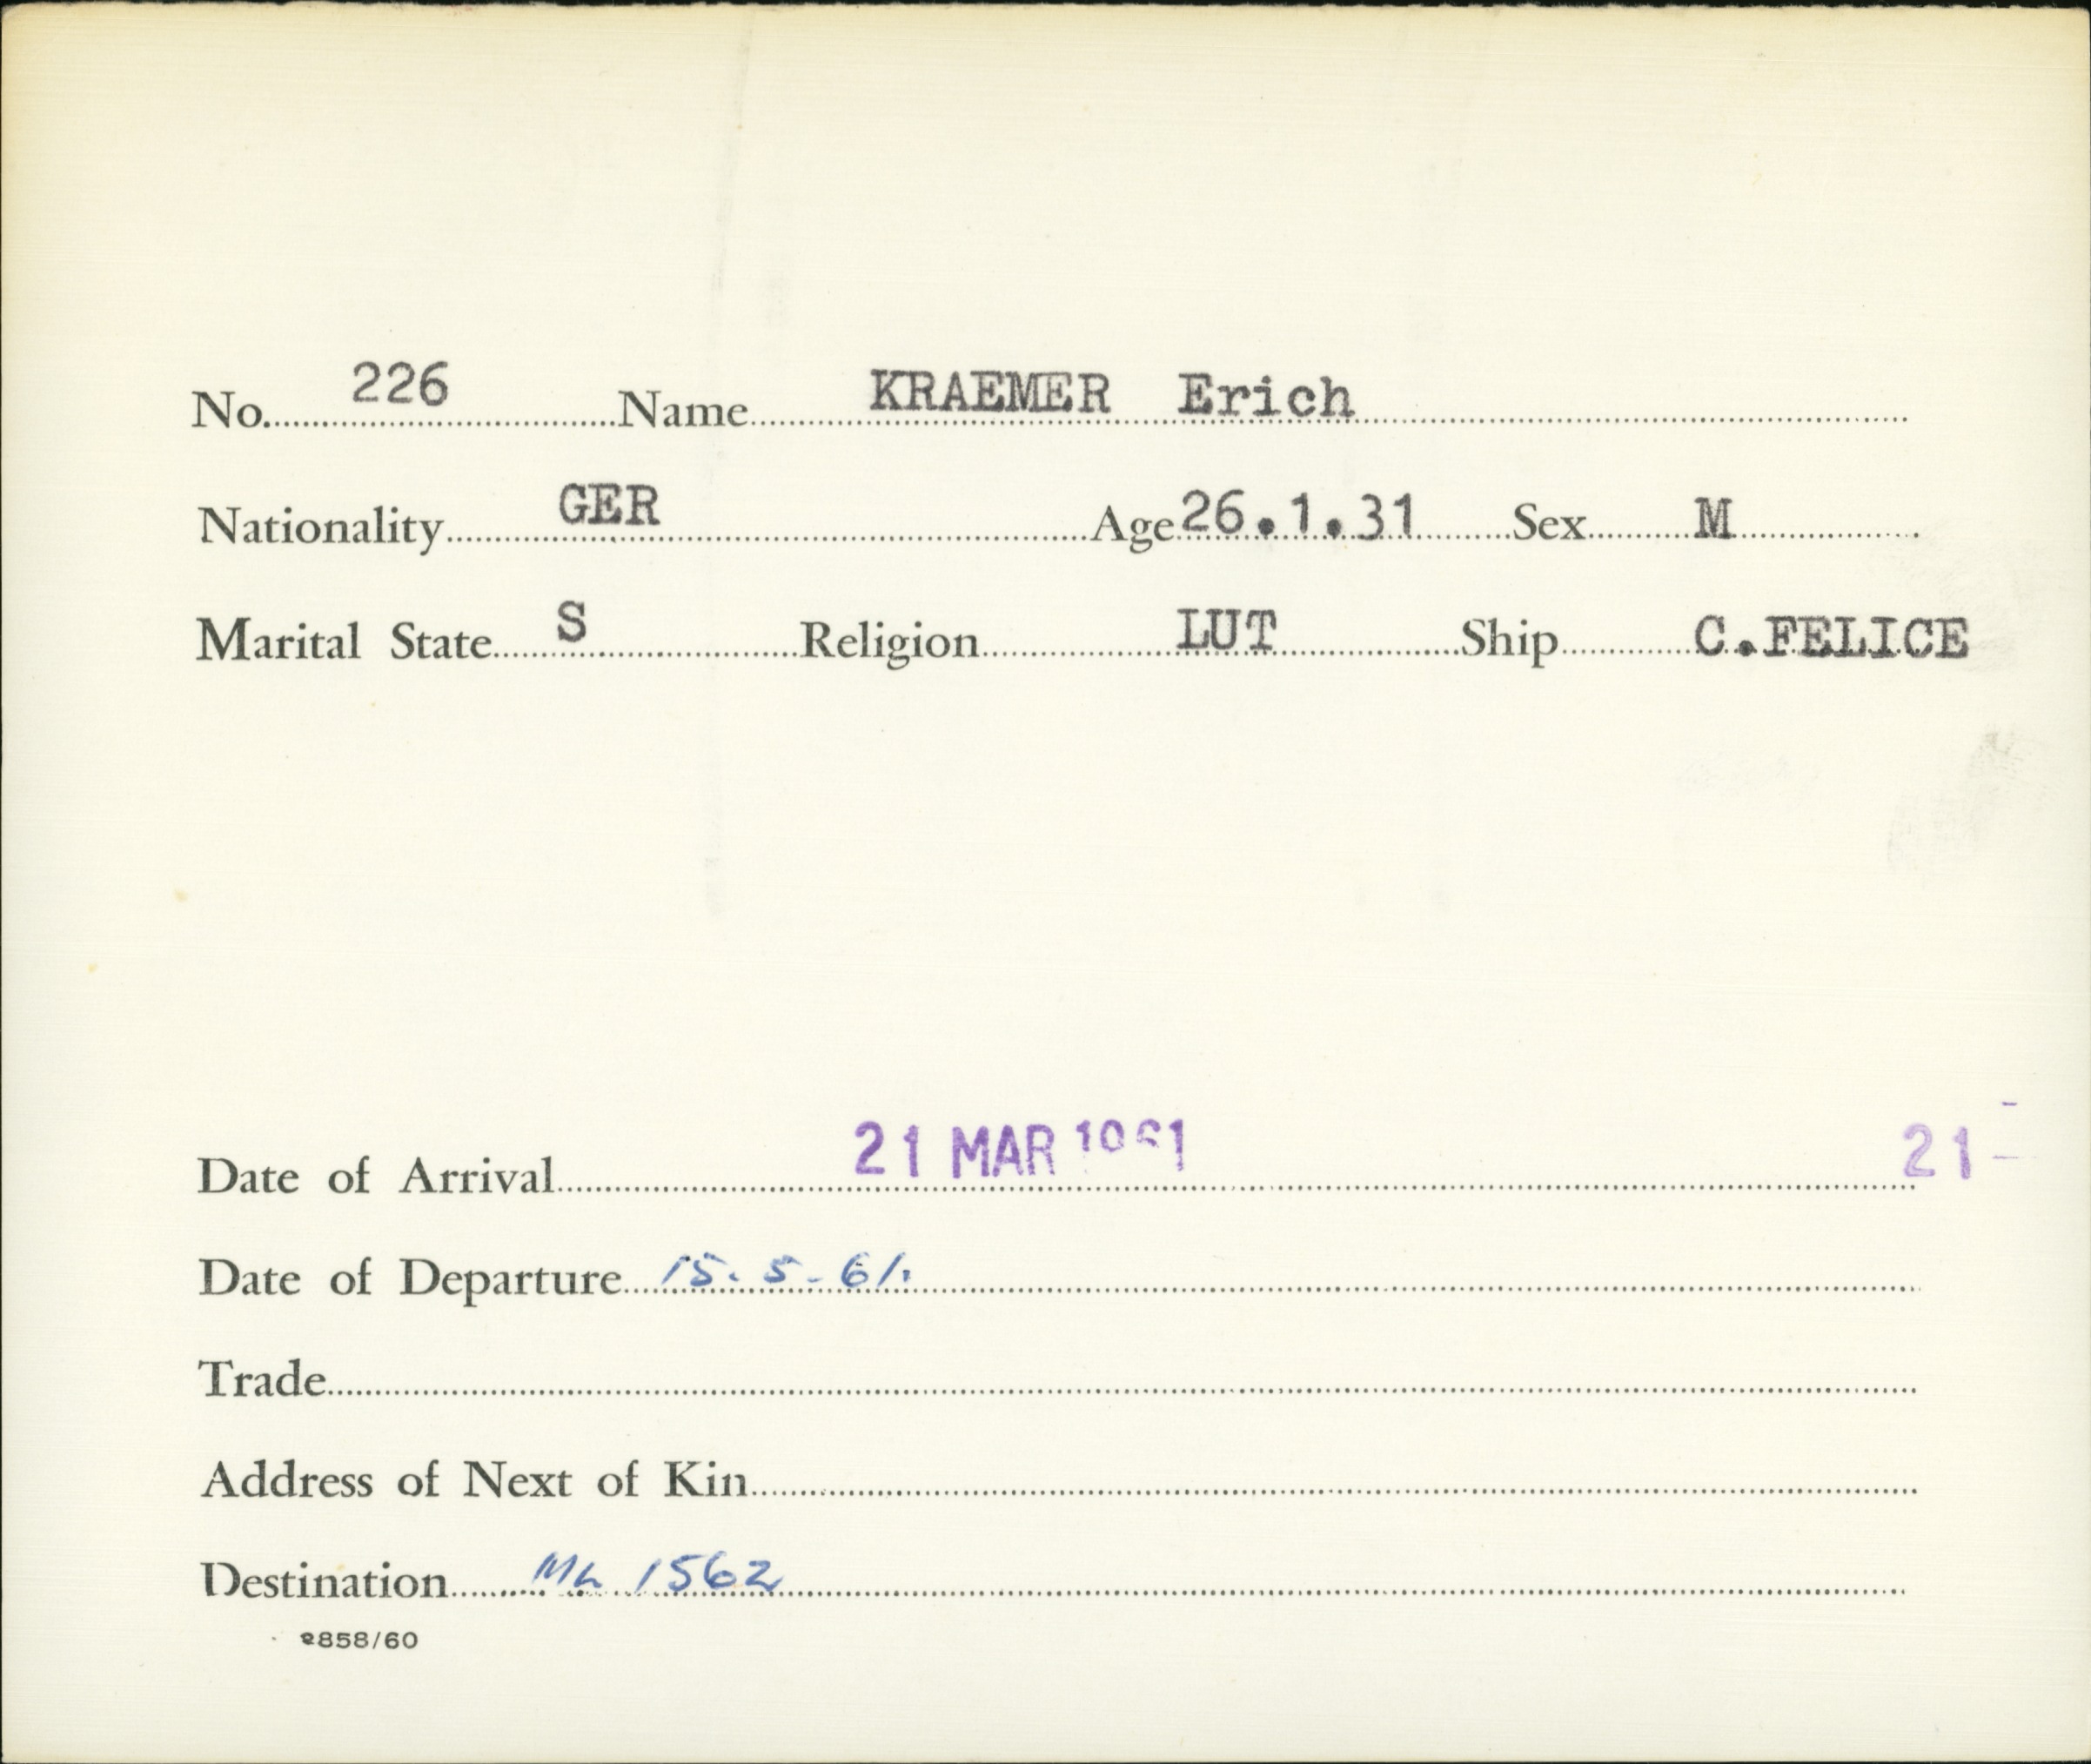 No. 226 Name KRAEMER Erich
Nationality GER Age 26.1.31 Sex M
Marital State S Religion LUT Ship C.FELICE
Date of Arrival 21 MAR 1961 21
Date of Departure 15.5.61.
Trade
Address of Next of Kin
Destination 1562
2858/60